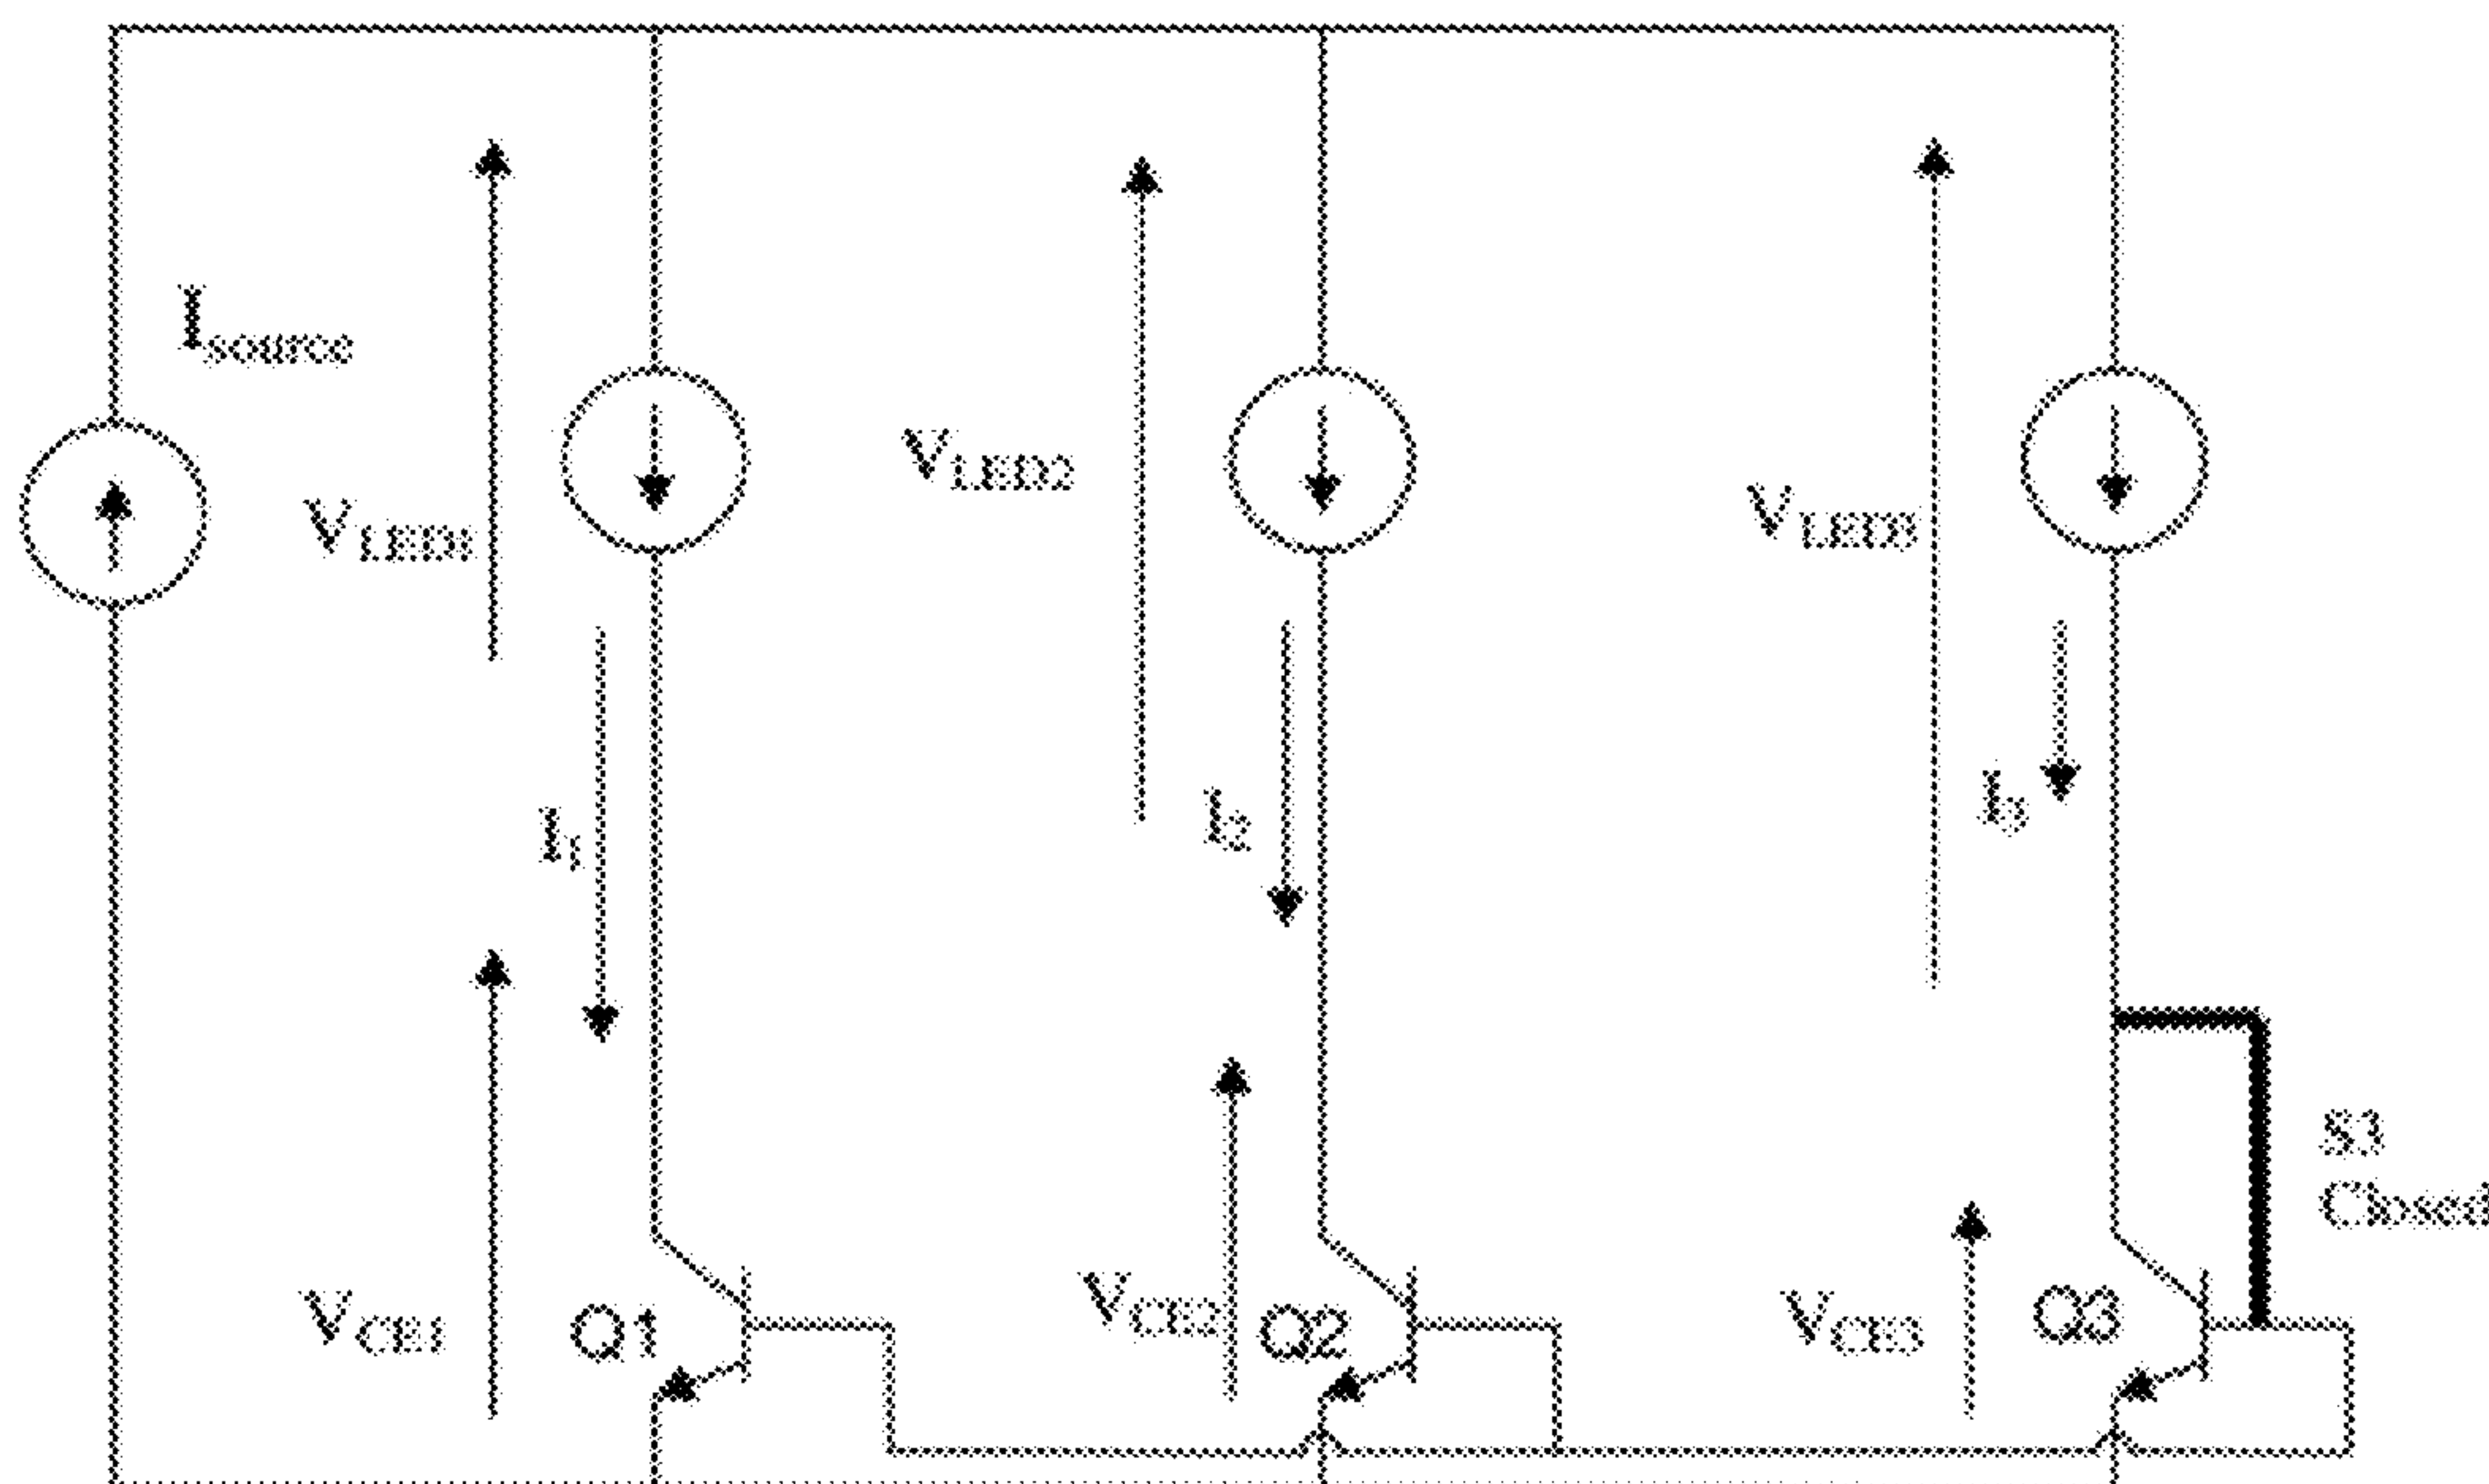 Isource
VLED1
VLED2
VLED3
I1
I2
I3
S3
Closed
VCE1
Q1
VCE2
Q2
VCE3
Q3